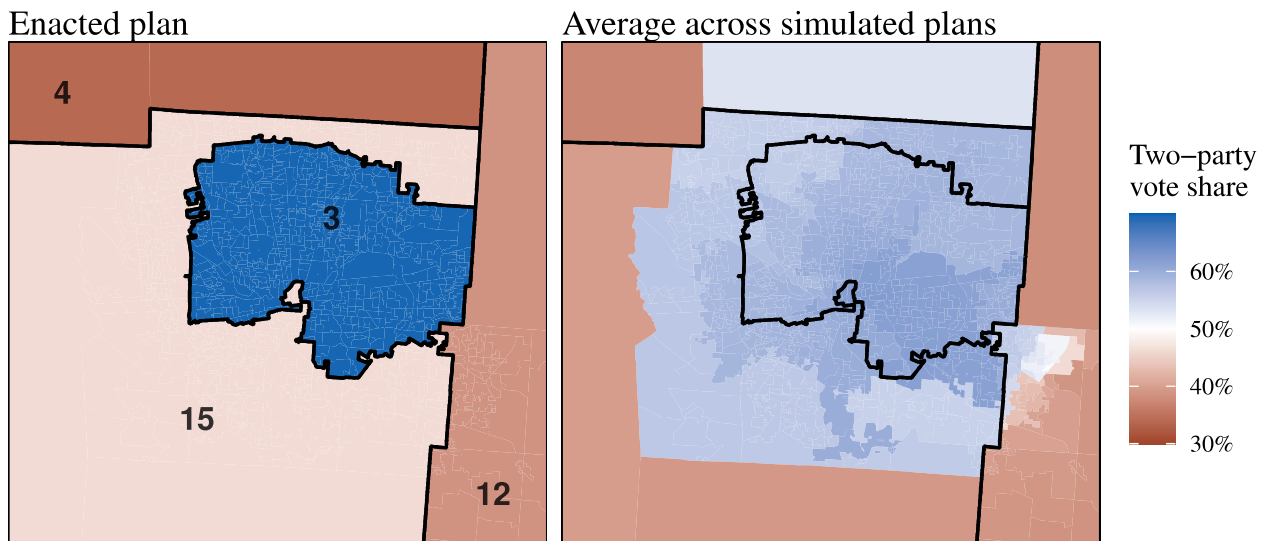 Enacted plan
Average across simulated plans
4
3
15
12
Two−party
vote share
60%
50%
40%
30%